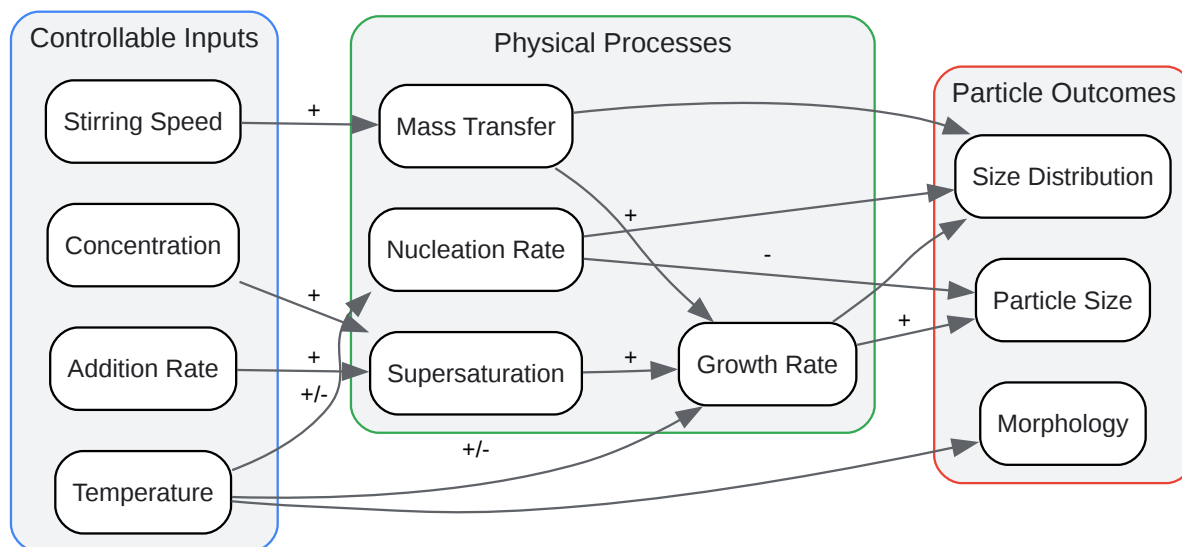 Controllable Inputs
Stirring Speed
Concentration
Addition Rate
Temperature
+
+
+
+/-
+/-
Physical Processes
Mass Transfer
Nucleation Rate
Supersaturation
Growth Rate
+
+
-
+
Particle Outcomes
Size Distribution
Particle Size
Morphology